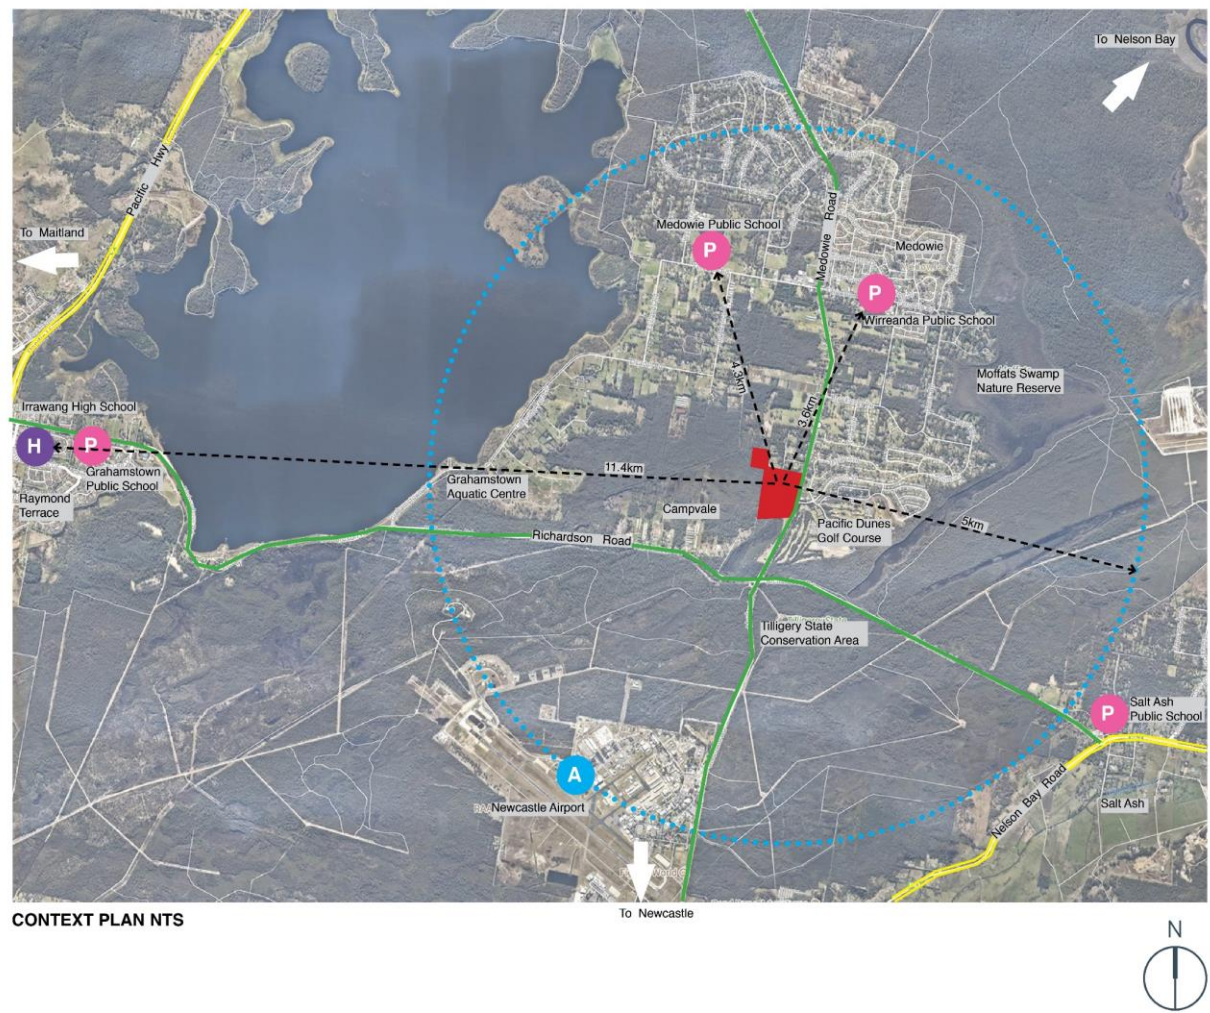 To Nelson Bay
Pacific Hwy
To Maitland
Medowie Public School
P
Medowie Road
Medowie
P
Wirreanda Public School
4.3km
3.6km
Moffats Swamp
Nature Reserve
Irrawang High School
H
P
Grahamstown
Public School
Raymond
Terrace
11.4km
Grahamstown
Aquatic Centre
Campvale
Richardson Road
Pacific Dunes
Golf Course
5km
Tilligery State
Conservation Area
P
Salt Ash
Public School
A
Newcastle Airport
Nelson Bay Road
Salt Ash
To Newcastle
CONTEXT PLAN NTS
N